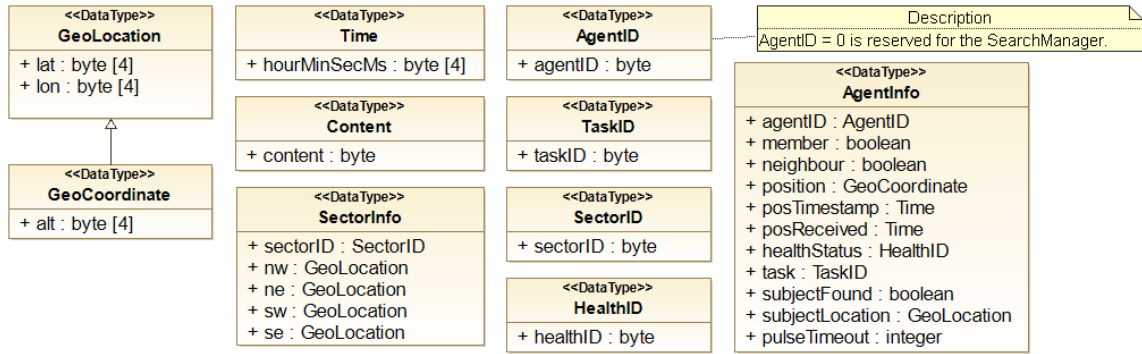 <<DataType>>
GeoLocation
+ lat : byte [4]
+ lon : byte [4]
<<DataType>>
GeoCoordinate
+ alt : byte [4]
<<DataType>>
Time
+ hourMinSecMs : byte [4]
<<DataType>>
Content
+ content : byte
<<DataType>>
SectorInfo
+ sectorID : SectorID
+ nw : GeoLocation
+ ne : GeoLocation
+ sw : GeoLocation
+ se : GeoLocation
<<DataType>>
AgentID
+ agentID : byte
<<DataType>>
TaskID
+ taskID : byte
<<DataType>>
SectorID
+ sectorID : byte
<<DataType>>
HealthID
+ healthID : byte
Description
AgentID = 0 is reserved for the SearchManager.
<<DataType>>
AgentInfo
+ agentID : AgentID
+ member : boolean
+ neighbour : boolean
+ position : GeoCoordinate
+ posTimestamp : Time
+ posReceived : Time
+ healthStatus : HealthID
+ task : TaskID
+ subjectFound : boolean
+ subjectLocation : GeoLocation
+ pulseTimeout : integer